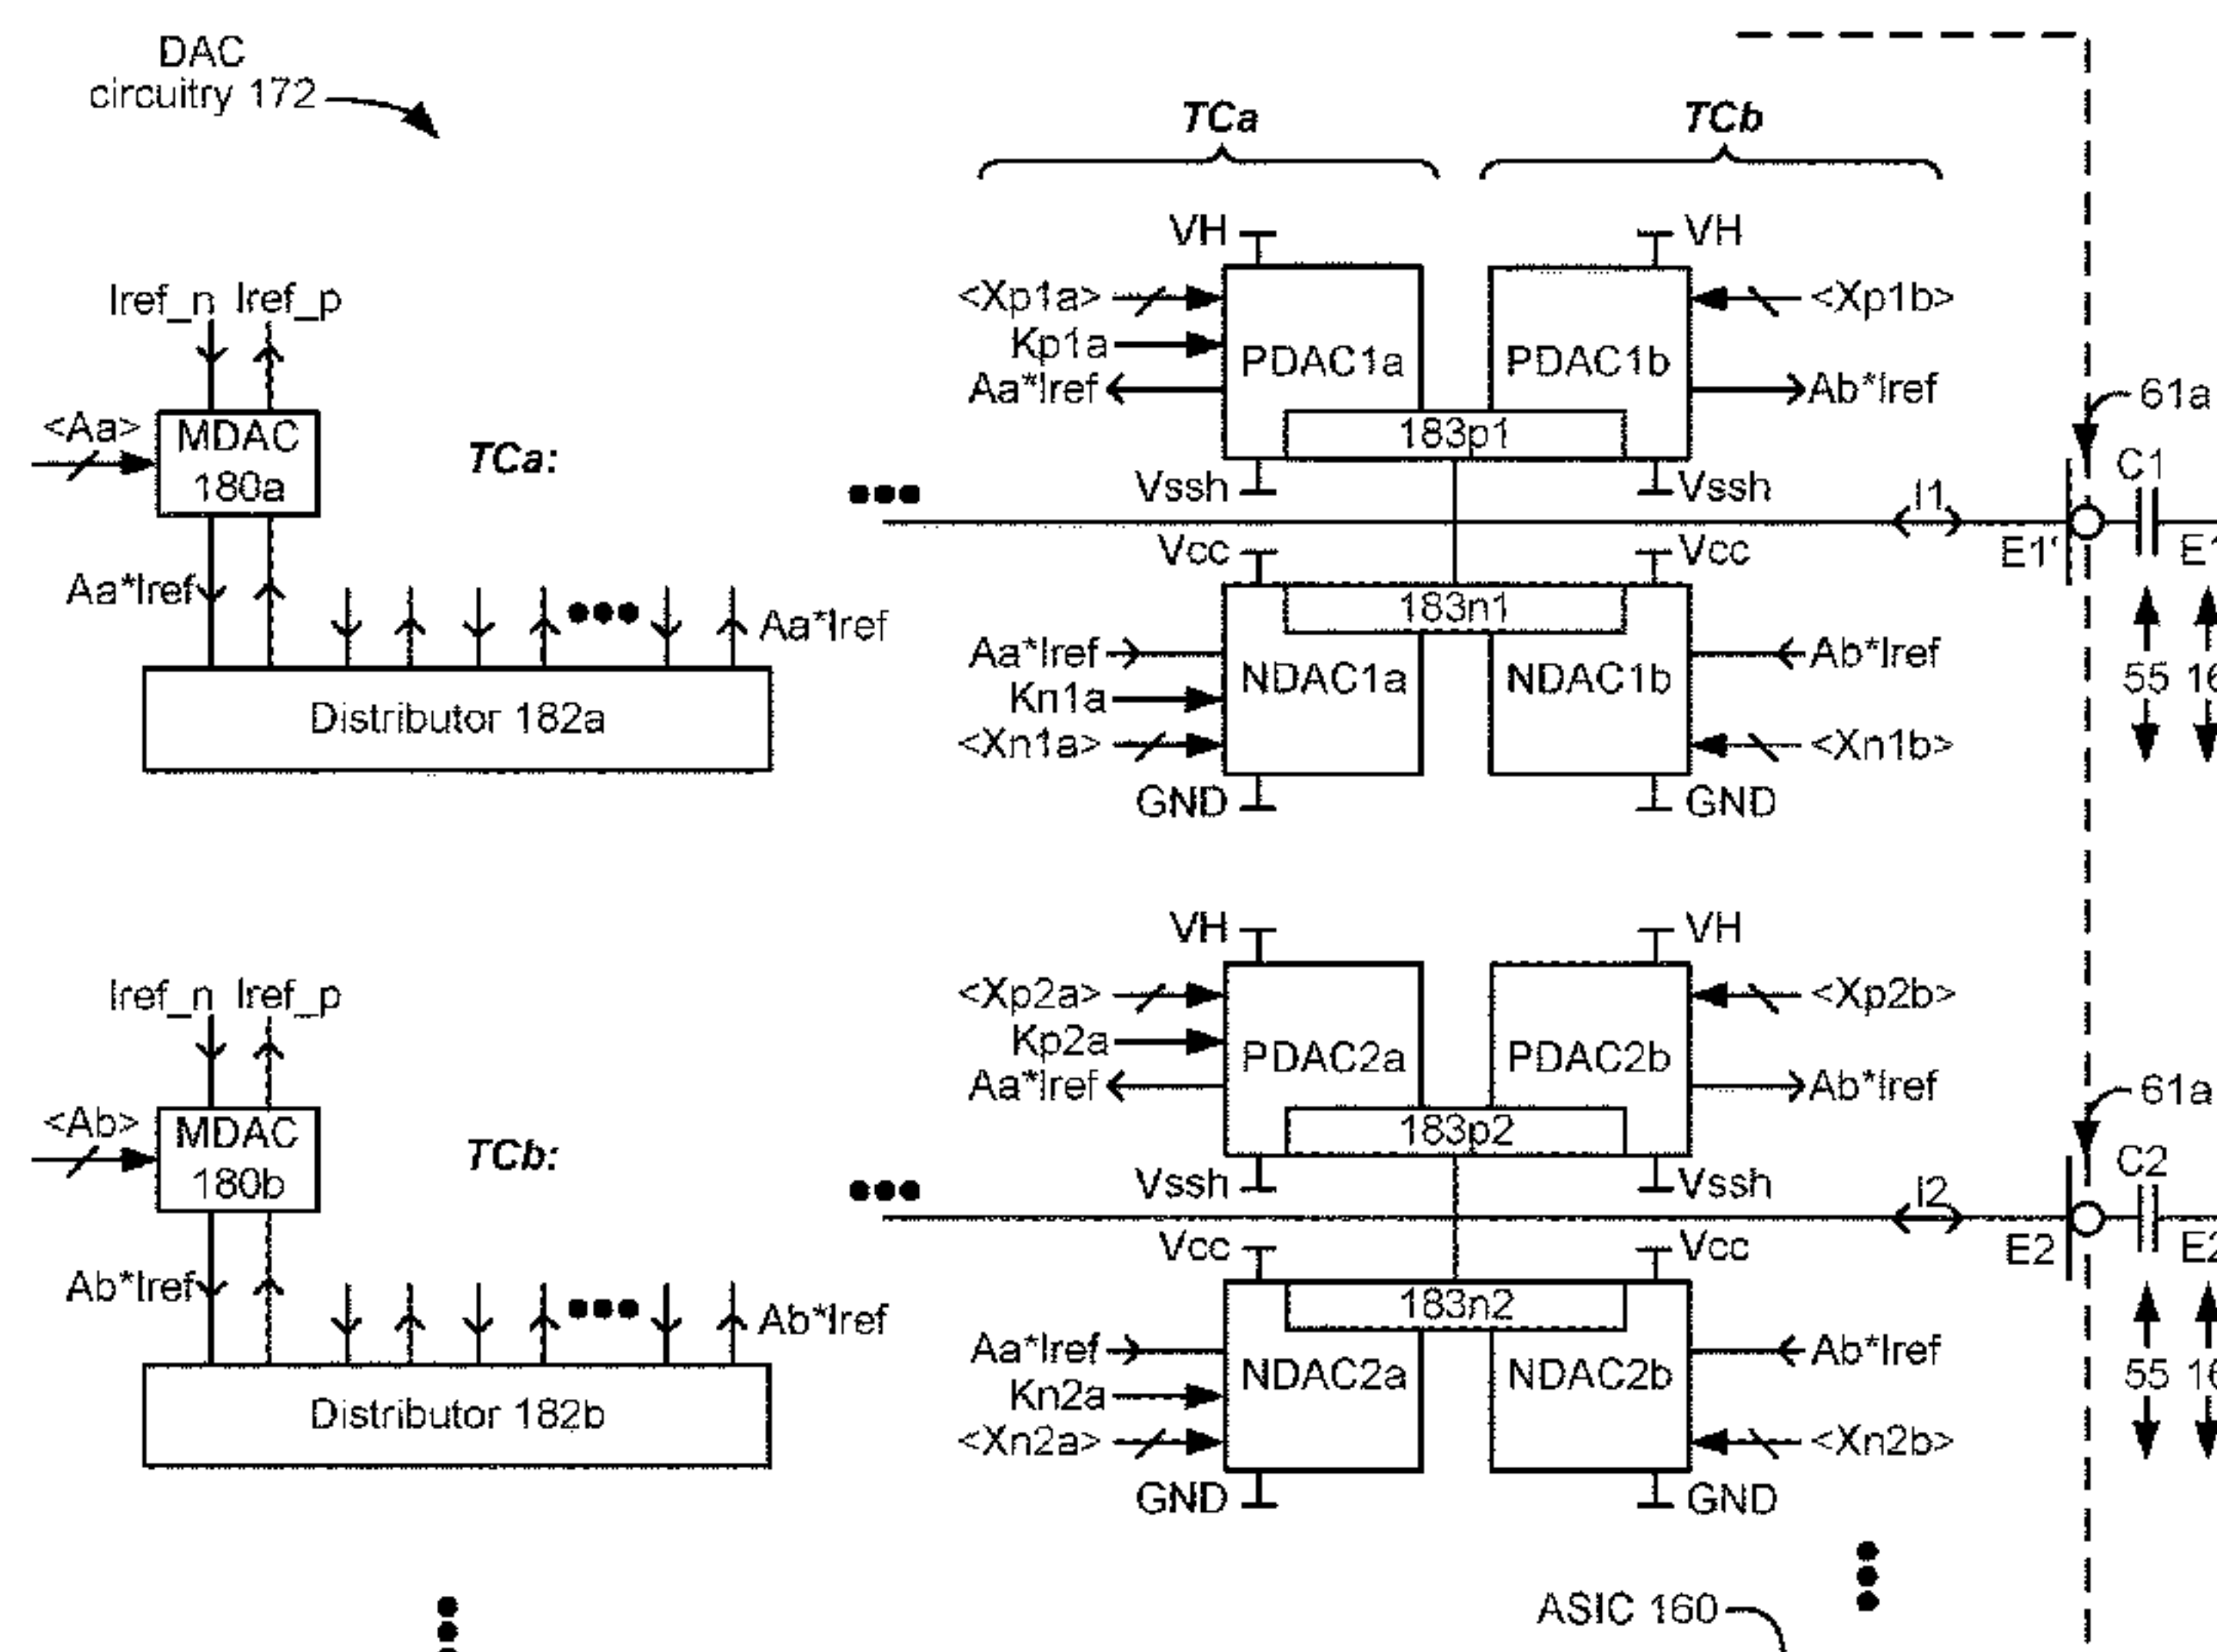 DAC
circuitry 172
TCa TCb
VH VH
Iref_n Iref_p
<Xp1a> <Xp1b>
Kp1a
PDAC1a PDAC1b
Aa*Iref Ab*Iref
61a
<Aa>
MDAC
180a
TCa:
183p1
C1
Vssh Vssh
I1
E1'
Vcc Vcc
Aa*Iref Aa*Iref
183n1
Aa*Iref Ab*Iref
NDAC1a NDAC1b
Kn1a
55
<Xn1a> <Xn1b>
Distributor 182a
GND GND
VH VH
Iref_n Iref_p
<Xp2a> <Xp2b>
Kp2a
PDAC2a PDAC2b
Aa*Iref Ab*Iref
61a
<Ab>
MDAC
180b
TCb:
183p2
C2
Vssh Vssh
I2
E2
Vcc Vcc
Ab*Iref Ab*Iref
183n2
Aa*Iref Ab*Iref
NDAC2a NDAC2b
Kn2a
55
<Xn2a> <Xn2b>
Distributor 182b
GND GND
ASIC 160